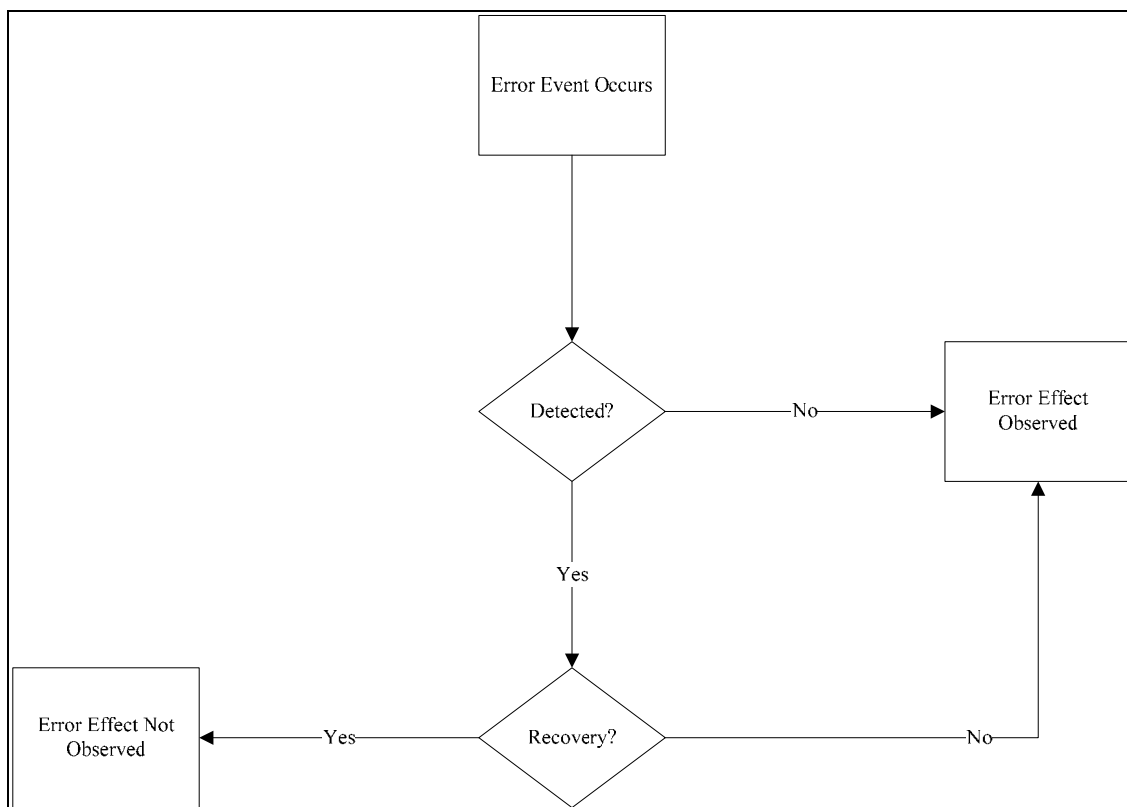 Error Event Occurs
Detected?
No
Error Effect
Observed
Yes
Error Effect Not
Observed
Yes
Recovery?
No